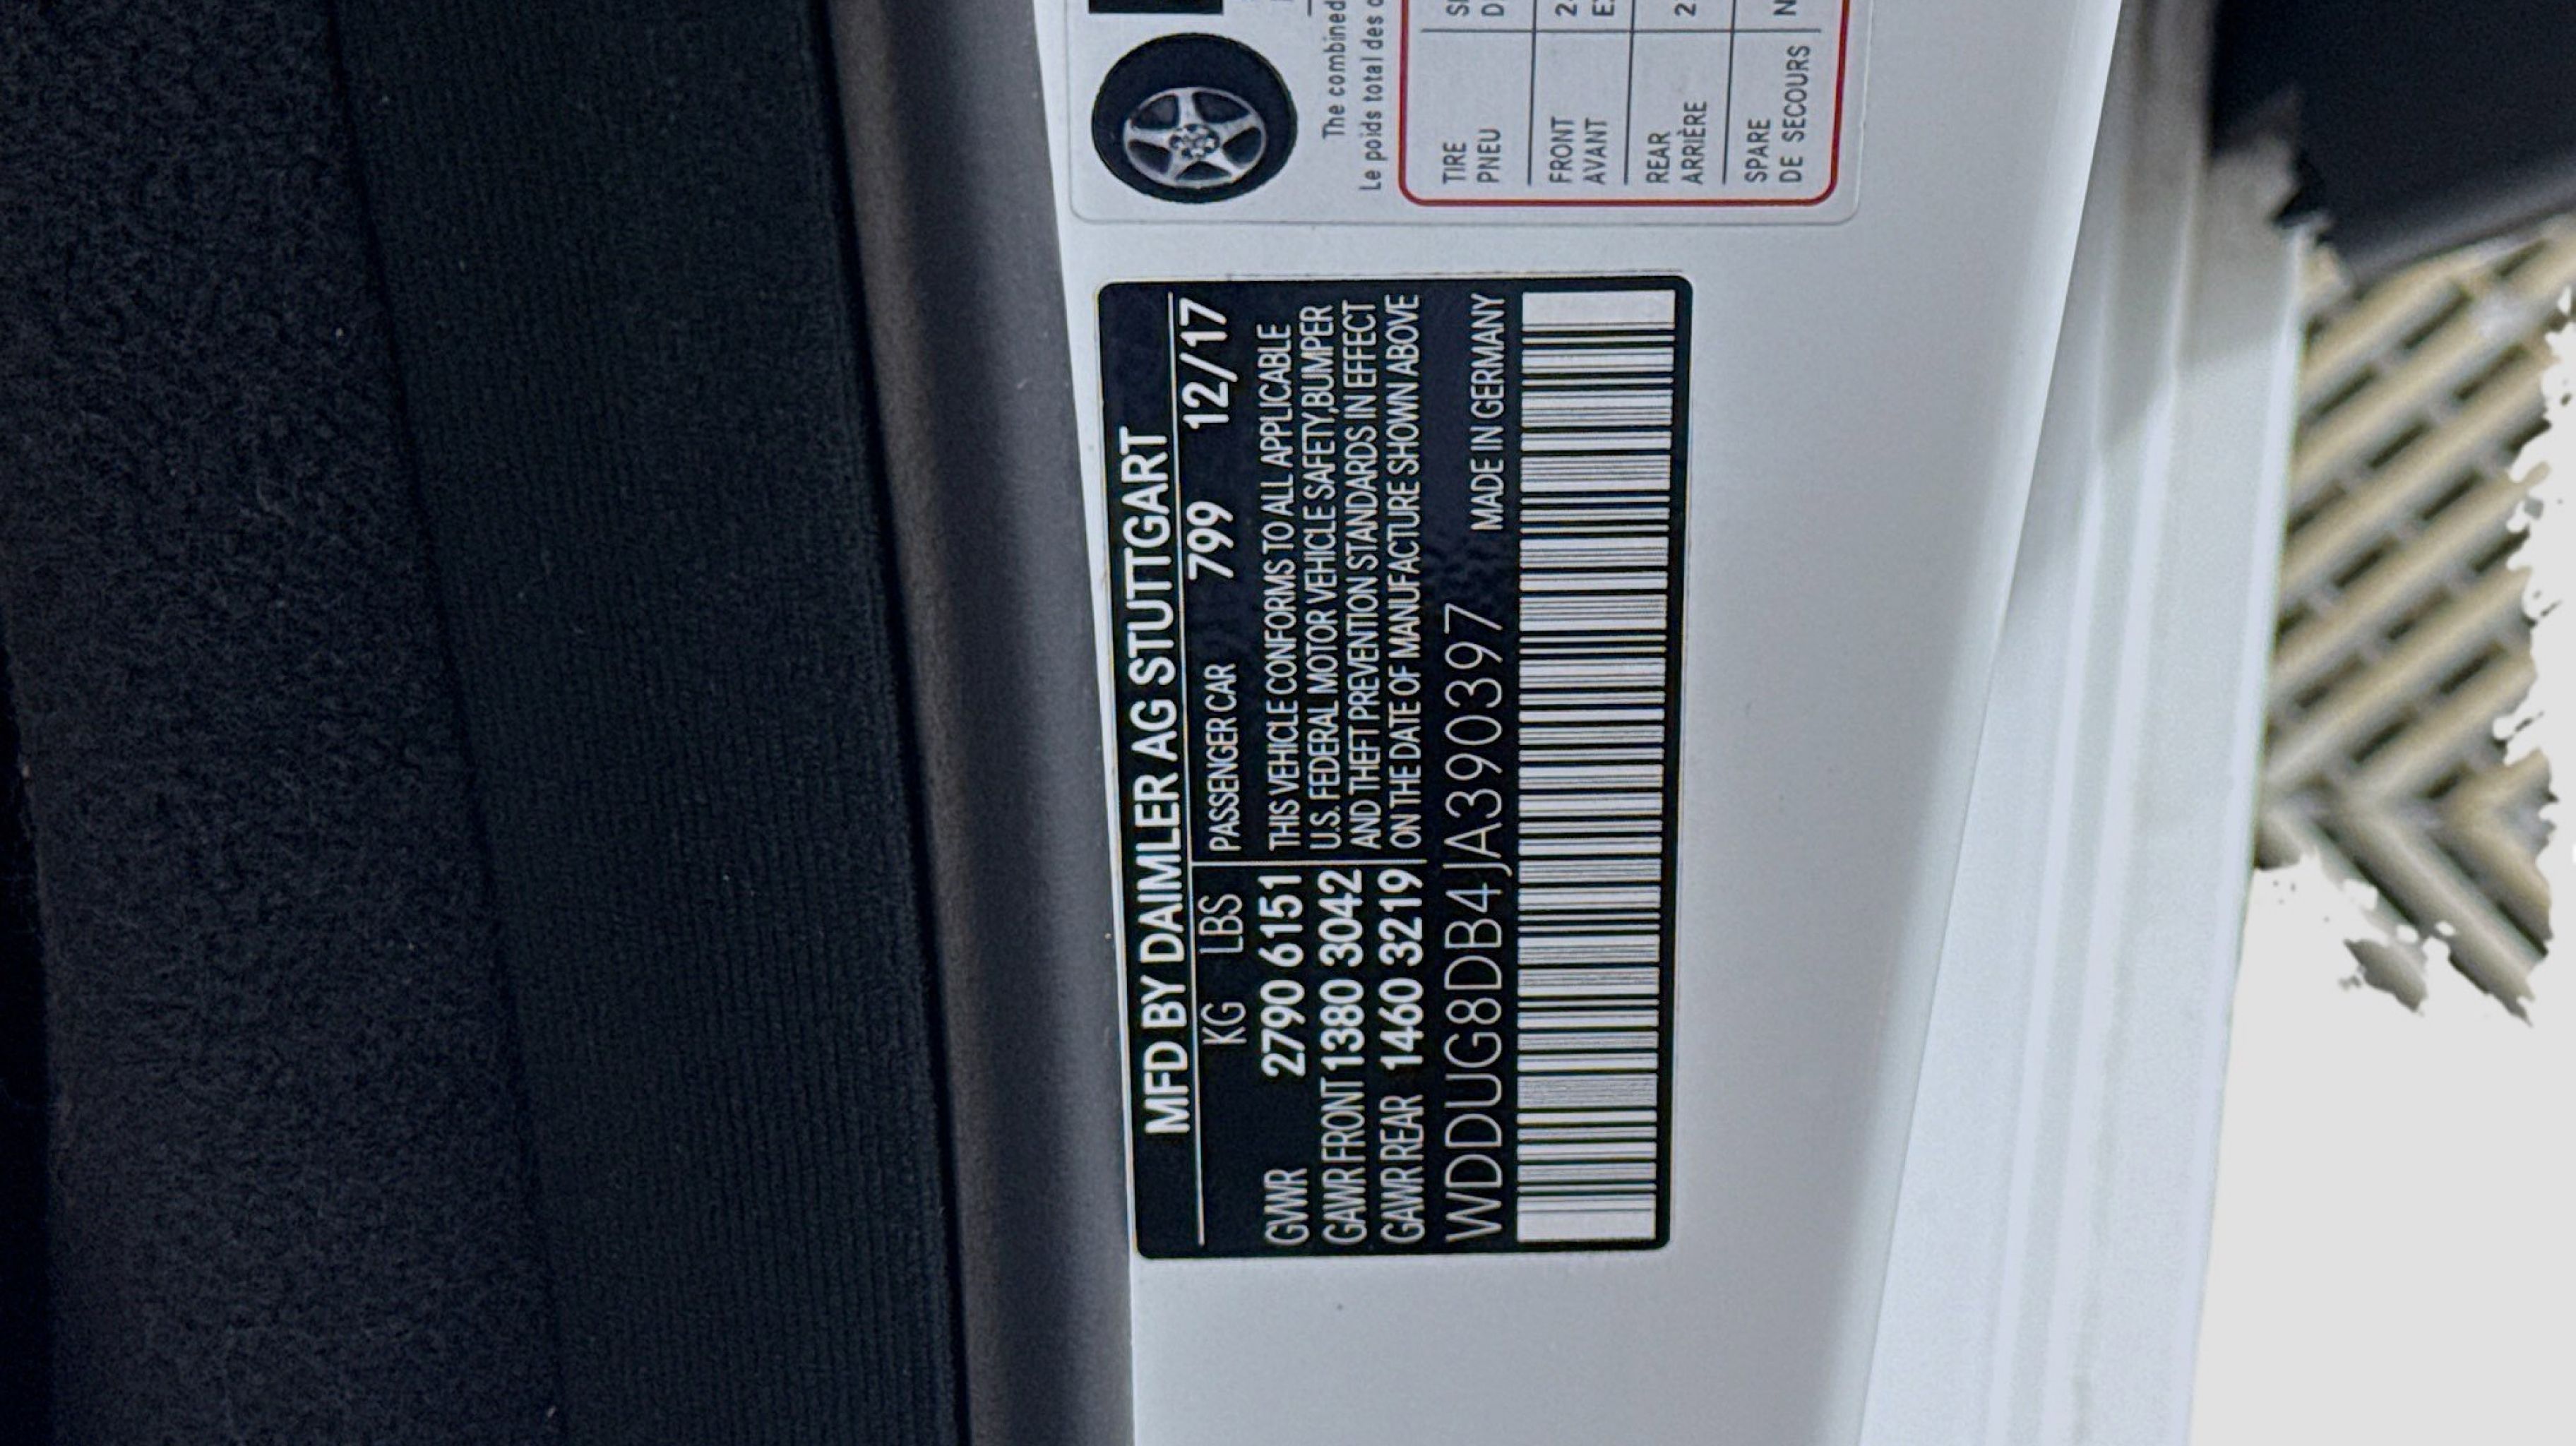 The combined
Le poids total des
TIRE
PNEU
FRONT
AVANT
REAR
ARRIÈRE
SPARE
DE SECOURS
MFD BY DAIMLER AG STUTTGART
KG LBS PASSENGER CAR 799 12/17
GVWR 2790 6151 THIS VEHICLE CONFORMS TO ALL APPLICABLE
GAWR FRONT 1380 3042 U.S. FEDERAL MOTOR VEHICLE SAFETY,BUMPER
GAWR REAR 1460 3219 AND THEFT PREVENTION STANDARDS IN EFFECT
ON THE DATE OF MANUFACTURE SHOWN ABOVE
WDDUG8DB4JA390397 MADE IN GERMANY